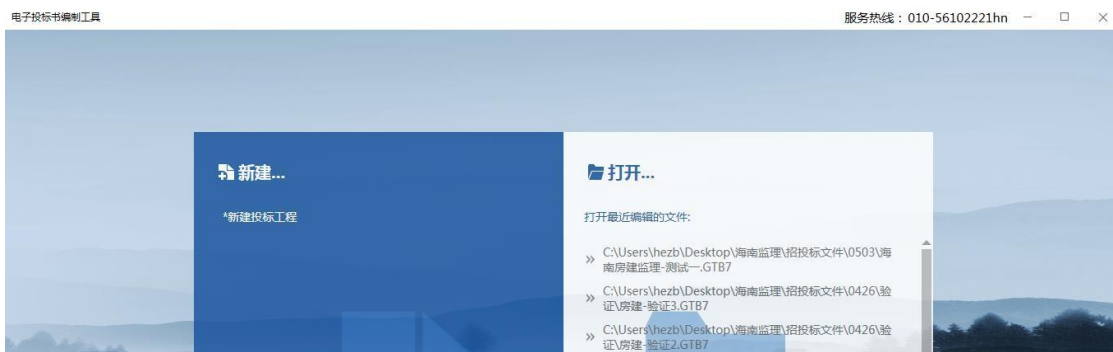 电子投标书编制工具
服务热线：010-56102221hn
新建...
*新建投标工程
打开...
打开最近编辑的文件:
C:\Users\hezb\Desktop\海南监理\招投标文件\0503\海
南房建监理-测试一.GTB7
C:\Users\hezb\Desktop\海南监理\招投标文件\0426\验
证\房建-验证3.GTB7
C:\Users\hezb\Desktop\海南监理\招投标文件\0426\验
证\房建-验证2.GTB7